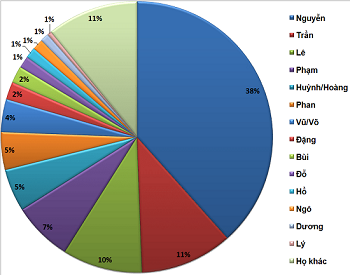 11%
1%
1%
1%
1%
1%
2%
2%
4%
5%
5%
7%
10%
11%
38%
Nguyễn
Trần
Lê
Phạm
Huỳnh/Hoàng
Phan
Vũ/Võ
Đặng
Bùi
Đỗ
Hồ
Ngô
Dương
Lý
Họ khác